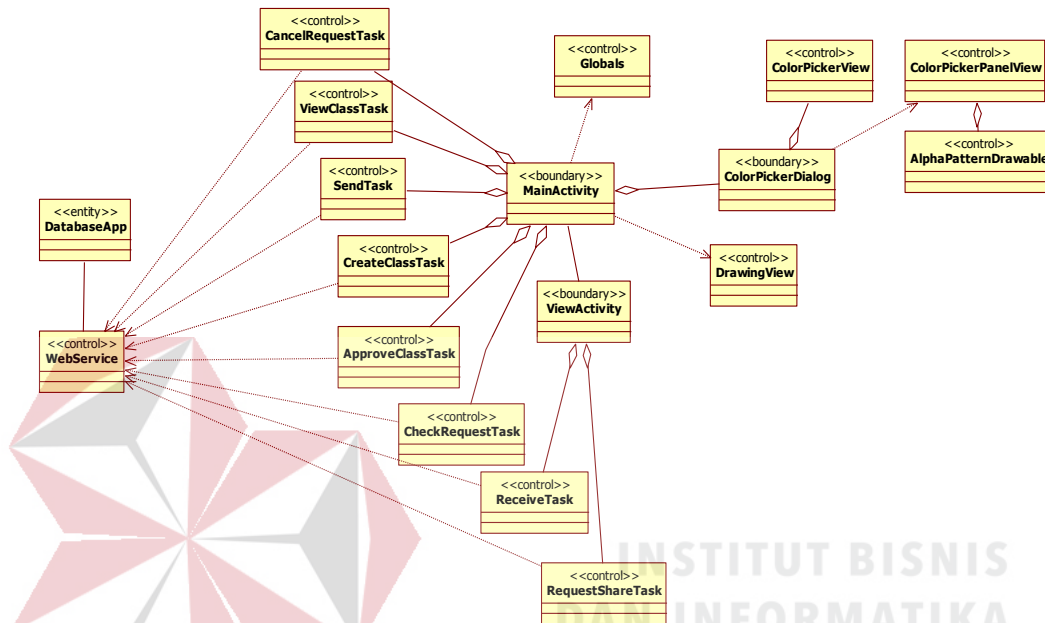 <<control>>
CancelRequestTask
<<control>>
Globals
<<control>>
ColorPickerView
<<control>>
ColorPickerPanelView
<<control>>
ViewClassTask
<<control>>
AlphaPatternDrawable
<<control>>
SendTask
<<boundary>>
MainActivity
<<boundary>>
ColorPickerDialog
<<entity>>
DatabaseApp
<<control>>
CreateClassTask
<<control>>
DrawingView
<<boundary>>
ViewActivity
<<control>>
WebService
<<control>>
ApproveClassTask
<<control>>
CheckRequestTask
<<control>>
ReceiveTask
<<control>>
RequestShareTask
INSTITUT BISNIS
DAN INFORMATIKA